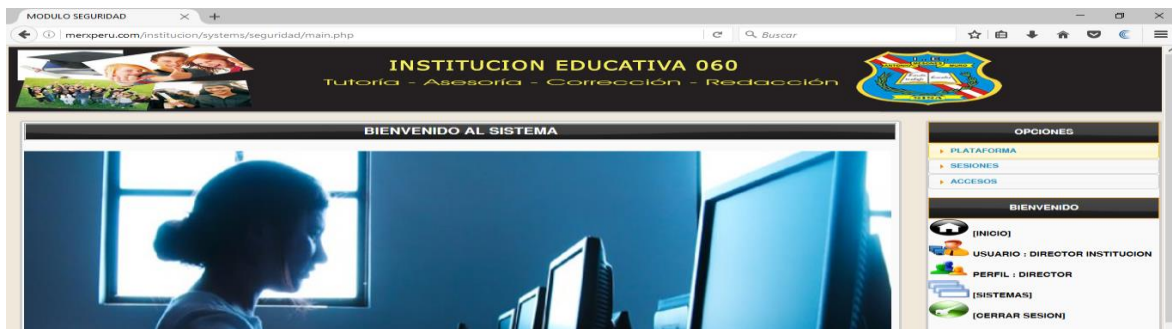 MODULO SEGURIDAD
merxperu.com/institucion/systems/seguridad/main.php
Buscar
INSTITUCION EDUCATIVA 060
Tutoría - Asesoría - Corrección - Redacción
BIENVENIDO AL SISTEMA
OPCIONES
PLATAFORMA
SESIONES
ACCESOS
BIENVENIDO
[INICIO]
USUARIO : DIRECTOR INSTITUCION
PERFIL : DIRECTOR
[SISTEMAS]
[CERRAR SESION]